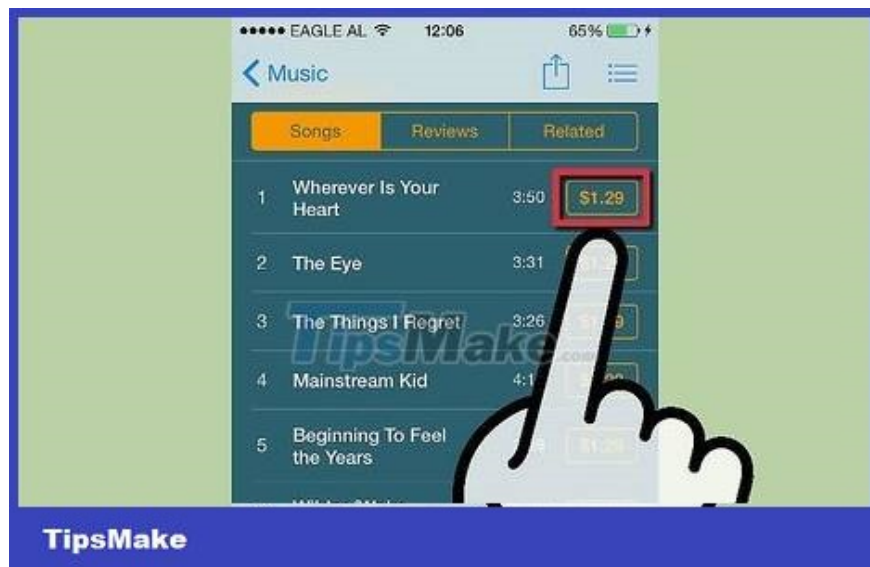 EAGLE AL 12:06 65%
Music
Songs Reviews Related
1 Wherever Is Your Heart 3:50 $1.29
2 The Eye 3:31
3 The Things I Regret 3:26
TipsMake.com
4 Mainstream Kid
5 Beginning To Feel the Years $1.29
TipsMake